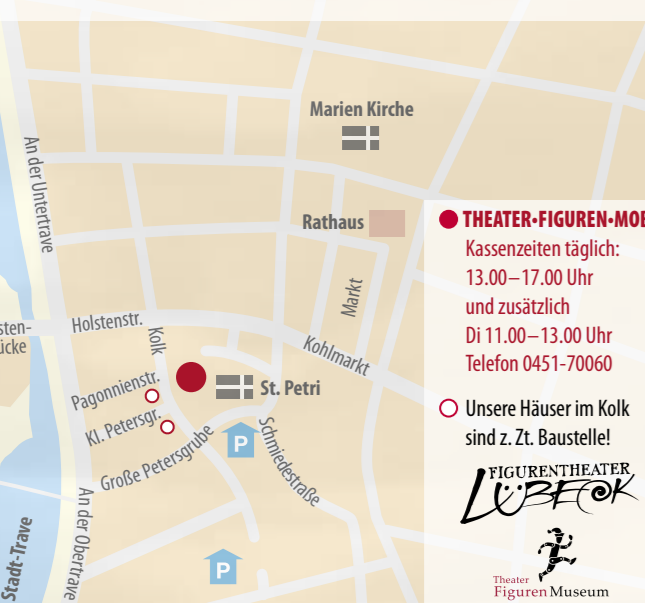 Marien Kirche
An der Untertrave
Rathaus
Markt
Holstenstr.
sten-
ücke
Kolk
Kohlmarkt
Pagonnienstr.
St. Petri
Kl. Petersgr.
Große Petersgrube
P
Schmiedestraße
An der Obertrave
Stadt-Trave
P
THEATER•FIGUREN•MOB
Kassenzeiten täglich:
13.00–17.00 Uhr
und zusätzlich
Di 11.00–13.00 Uhr
Telefon 0451-70060
Unsere Häuser im Kolk
sind z. Zt. Baustelle!
FIGURENTHEATER
LÜBECK
Theater
FigurenMuseum